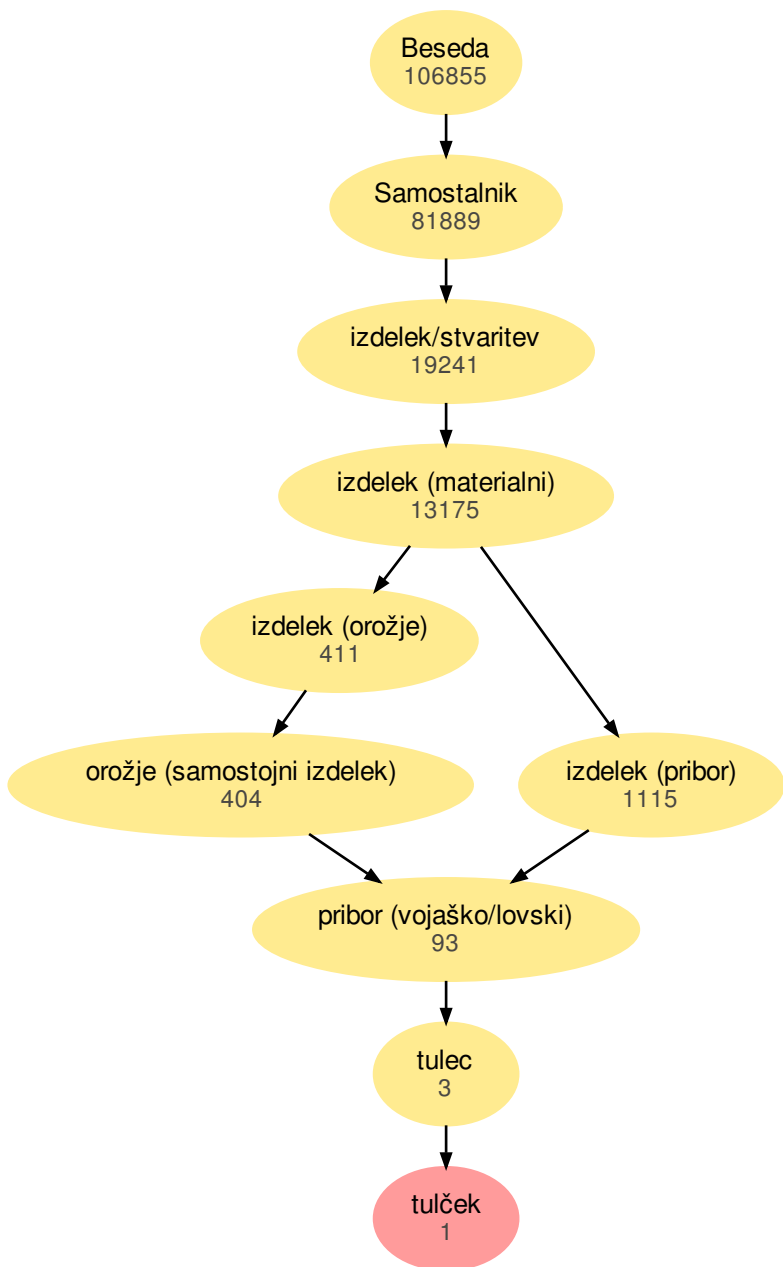 Beseda
106855
Samostalnik
81889
izdelek/stvaritev
19241
izdelek (materialni)
13175
izdelek (orožje)
411
orožje (samostojni izdelek)
404
izdelek (pribor)
1115
pribor (vojaško/lovski)
93
tulec
3
tulček
1